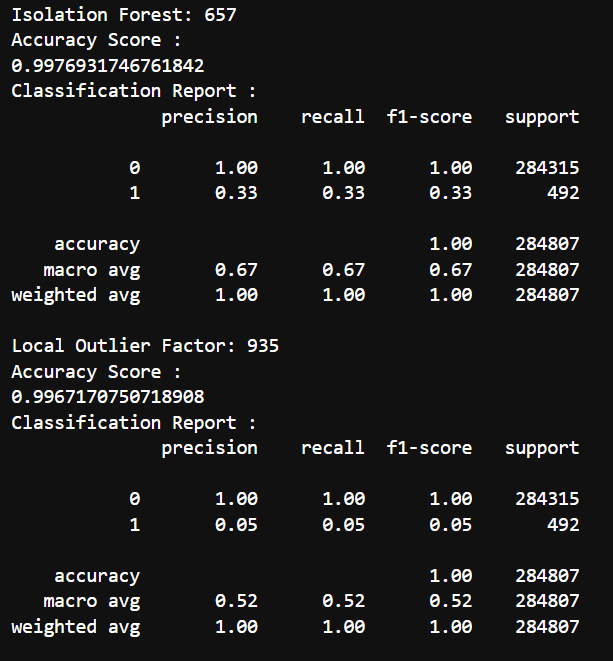 Isolation Forest: 657
Accuracy Score :
0.9976931746761842
Classification Report :
              precision    recall  f1-score   support

           0       1.00      1.00      1.00    284315
           1       0.33      0.33      0.33       492

    accuracy                           1.00    284807
   macro avg       0.67      0.67      0.67    284807
weighted avg       1.00      1.00      1.00    284807

Local Outlier Factor: 935
Accuracy Score :
0.9967170750718908
Classification Report :
              precision    recall  f1-score   support

           0       1.00      1.00      1.00    284315
           1       0.05      0.05      0.05       492

    accuracy                           1.00    284807
   macro avg       0.52      0.52      0.52    284807
weighted avg       1.00      1.00      1.00    284807